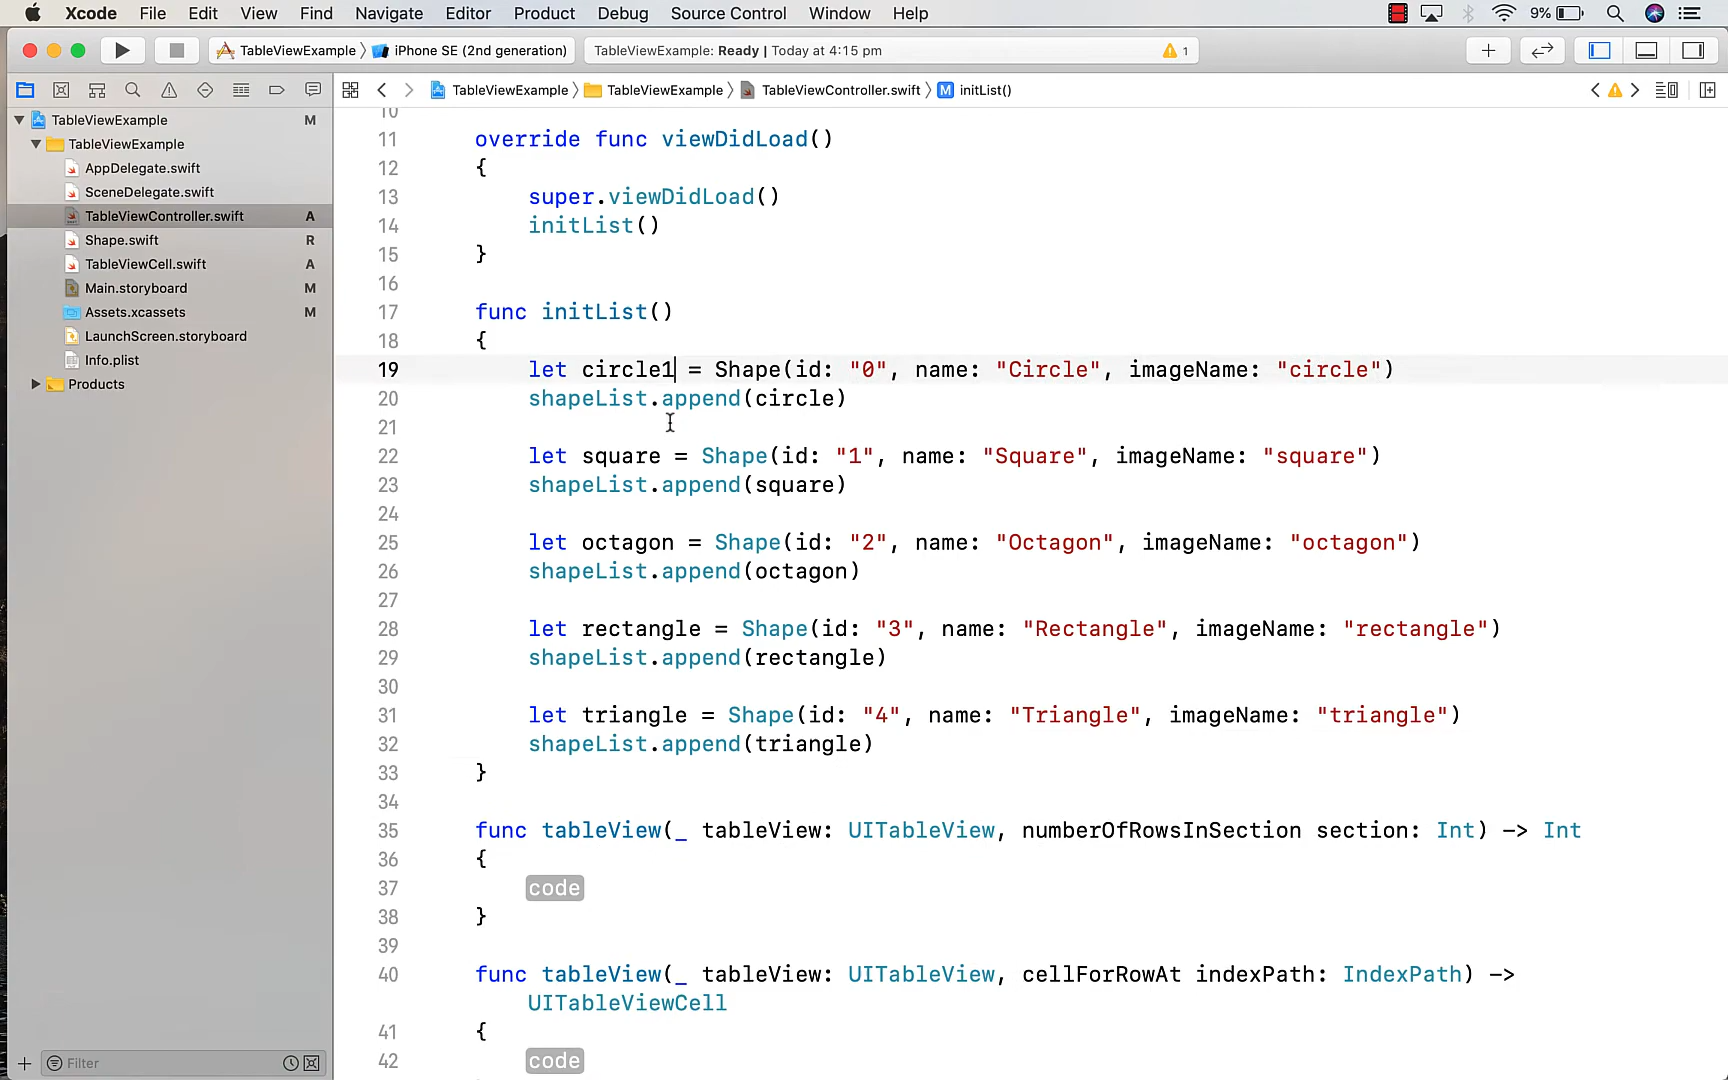 Xcode File Edit View Find Navigate Editor Product Debug Source Control Window Help 9%
TableViewExample iPhone SE (2nd generation) TableViewExample: Ready | Today at 4:15 pm 1
TableViewExample TableViewExample TableViewController.swift M initList()
TableViewExample M
TableViewExample
AppDelegate.swift
SceneDelegate.swift
TableViewController.swift A
Shape.swift R
TableViewCell.swift A
Main.storyboard M
Assets.xcassets M
LaunchScreen.storyboard
Info.plist
Products
Filter
10
11 override func viewDidLoad()
12 {
13 super.viewDidLoad()
14 initList()
15 }
16
17 func initList()
18 {
19 let circle1 = Shape(id: "0", name: "Circle", imageName: "circle")
20 shapeList.append(circle)
21
22 let square = Shape(id: "1", name: "Square", imageName: "square")
23 shapeList.append(square)
24
25 let octagon = Shape(id: "2", name: "Octagon", imageName: "octagon")
26 shapeList.append(octagon)
27
28 let rectangle = Shape(id: "3", name: "Rectangle", imageName: "rectangle")
29 shapeList.append(rectangle)
30
31 let triangle = Shape(id: "4", name: "Triangle", imageName: "triangle")
32 shapeList.append(triangle)
33 }
34
35 func tableView(_ tableView: UITableView, numberOfRowsInSection section: Int) -> Int
36 {
37 code
38 }
39
40 func tableView(_ tableView: UITableView, cellForRowAt indexPath: IndexPath) ->
UITableViewCell
41 {
42 code